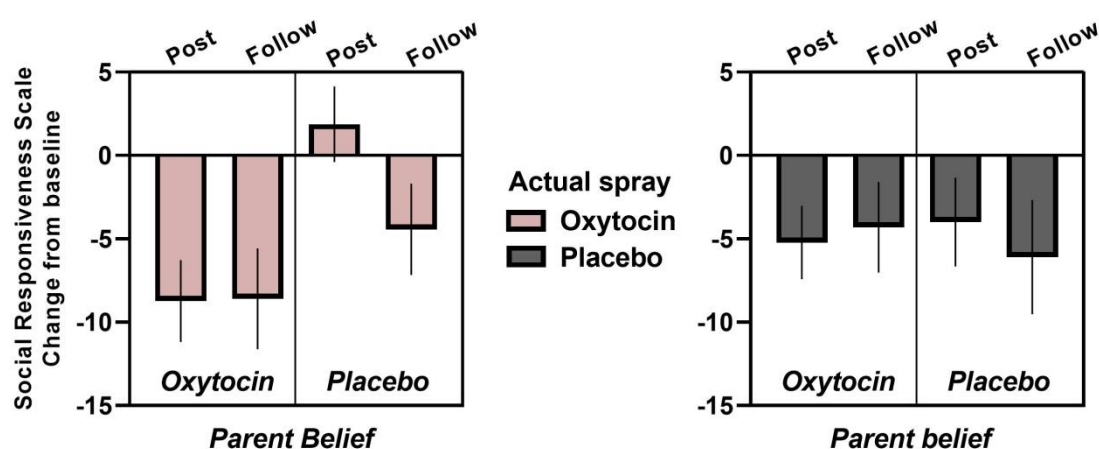 Post Follow Post Follow
Post Follow Post Follow
Social Responsiveness Scale
Change from baseline
5
0
-5
-10
-15
Oxytocin Placebo
Parent Belief
Actual spray
Oxytocin
Placebo
5
0
-5
-10
-15
Oxytocin Placebo
Parent belief